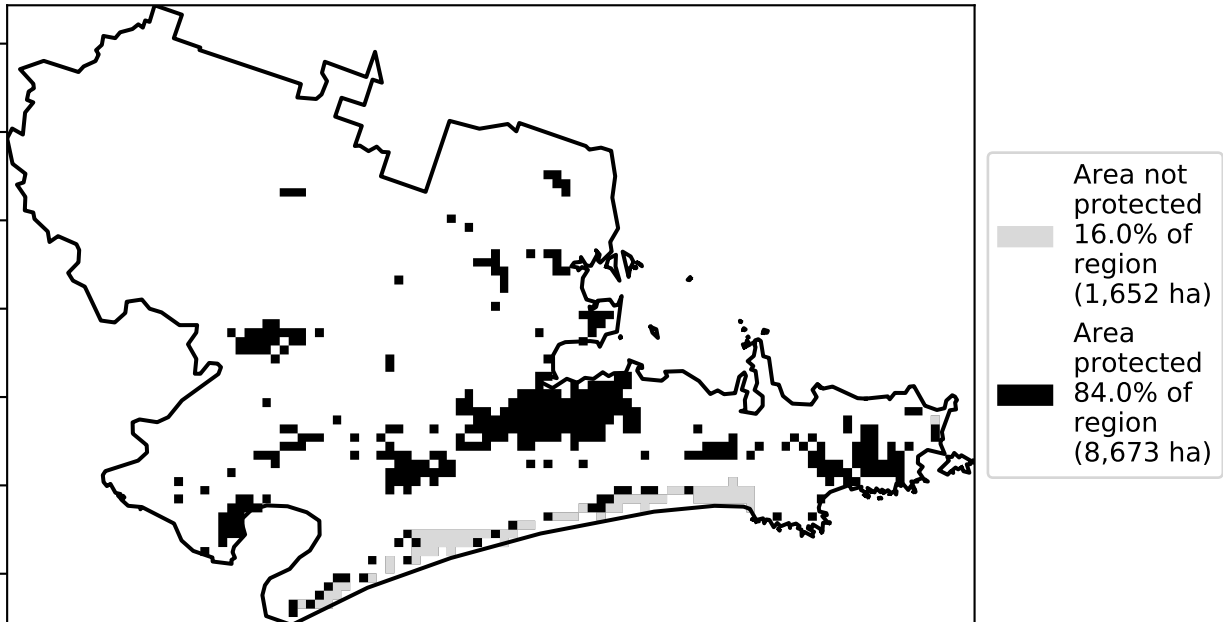 Area not
protected
16.0% of
region
(1,652 ha)
Area
protected
84.0% of
region
(8,673 ha)